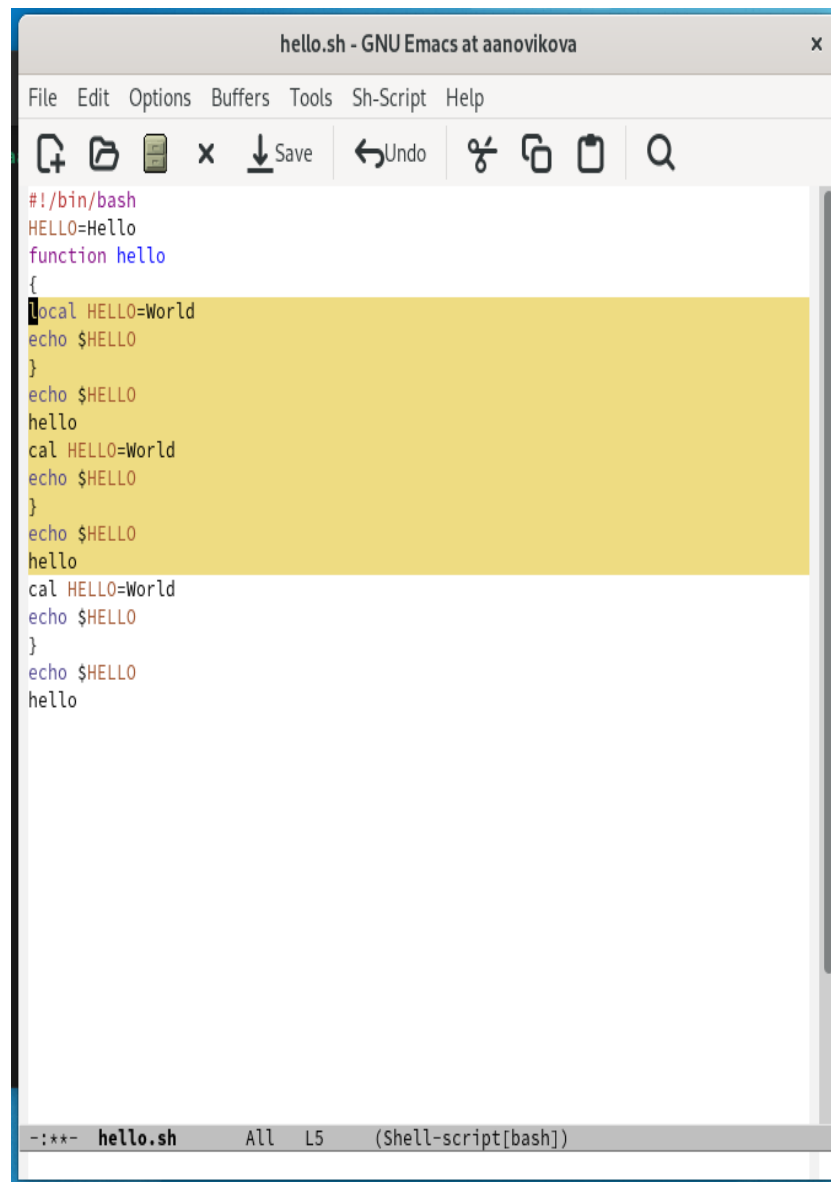 hello.sh - GNU Emacs at aanovikova
File Edit Options Buffers Tools Sh-Script Help
Save Undo
#!/bin/bash
HELLO=Hello
function hello
{
local HELLO=World
echo $HELLO
}
echo $HELLO
hello
cal HELLO=World
echo $HELLO
}
echo $HELLO
hello
cal HELLO=World
echo $HELLO
}
echo $HELLO
hello
-:**- hello.sh All L5 (Shell-script[bash])